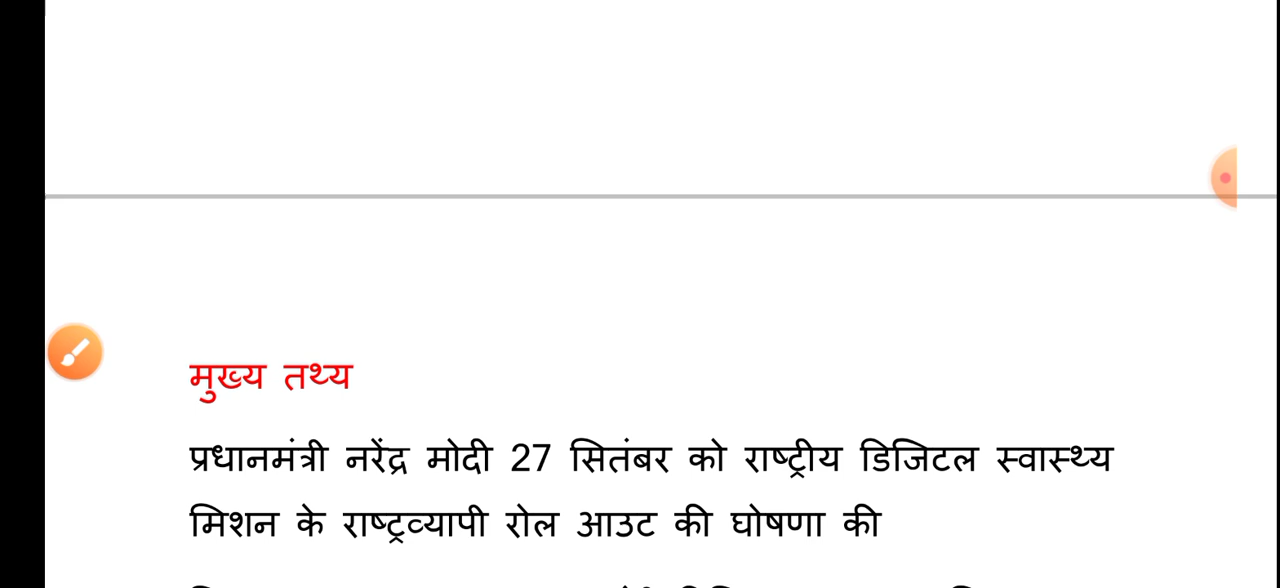 मुख्य तथ्य
प्रधानमंत्री नरेंद्र मोदी 27 सितंबर को राष्ट्रीय डिजिटल स्वास्थ्य
मिशन के राष्ट्रव्यापी रोल आउट की घोषणा की